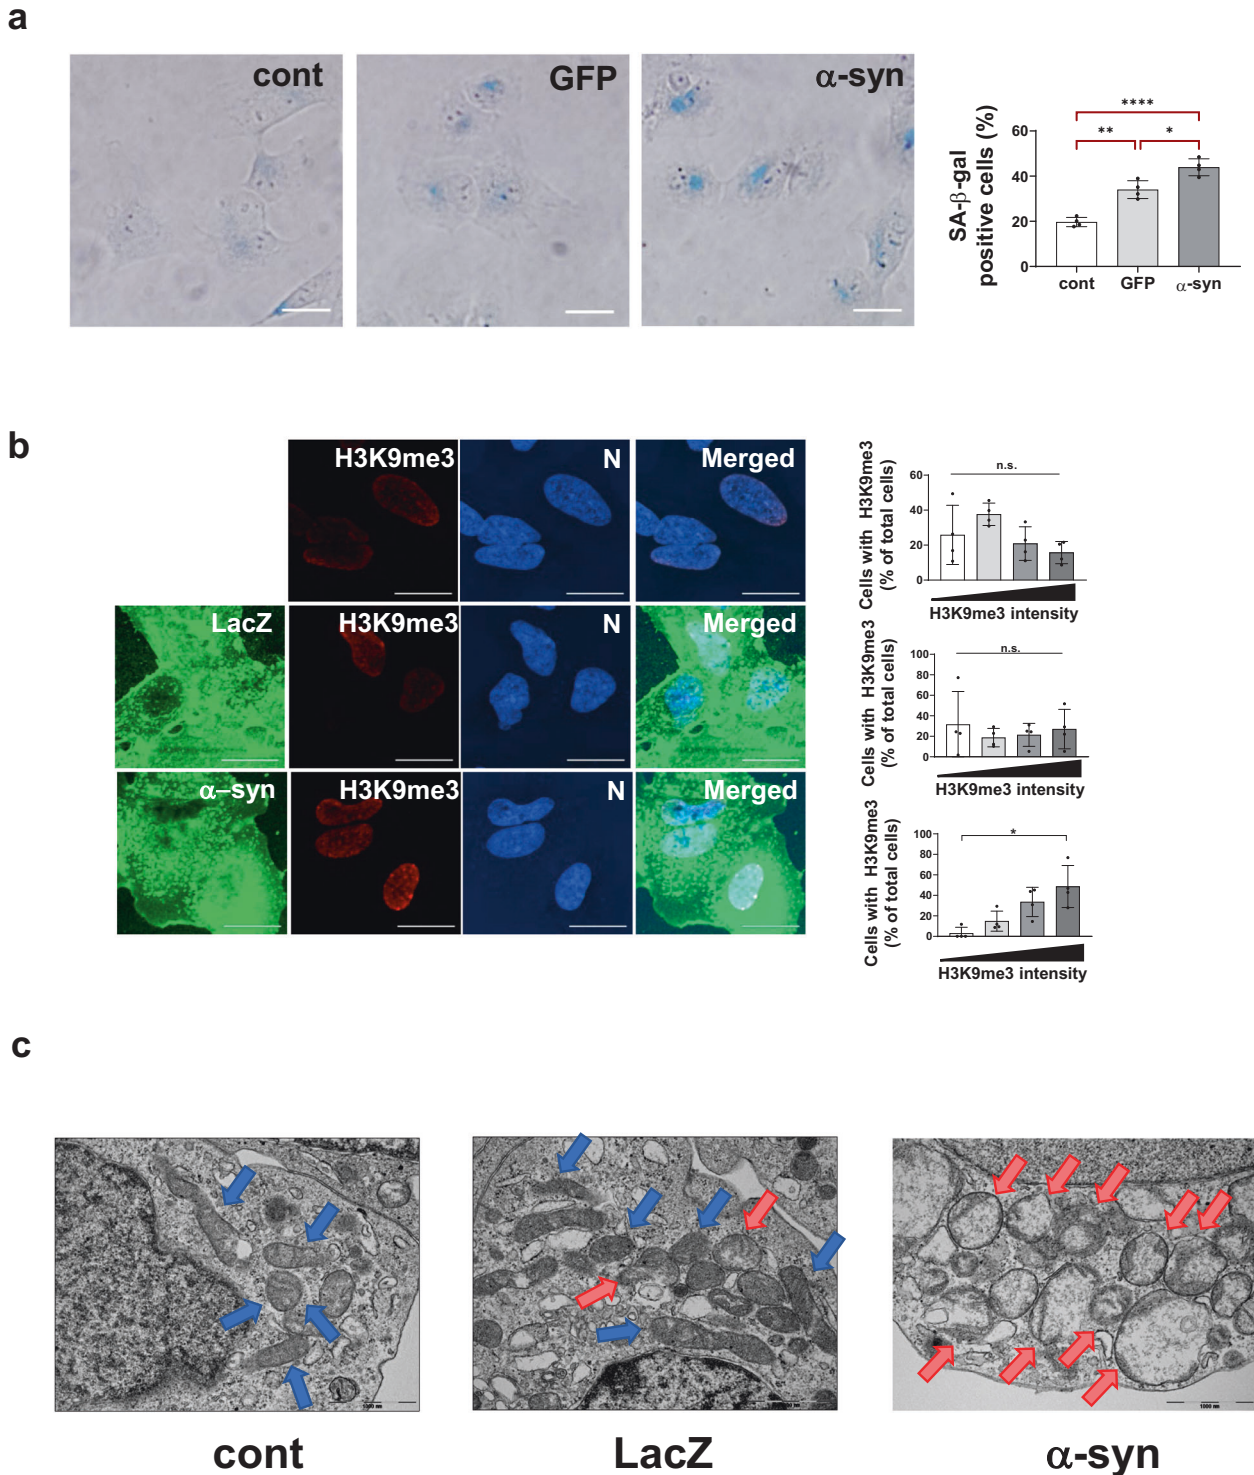 a
cont
GFP
α-syn
SA-β-gal
positive cells (%)
60
40
20
0
****
**
*
cont
GFP
α-syn
b
H3K9me3
N
Merged
LacZ
H3K9me3
N
Merged
α–syn
H3K9me3
N
Merged
Cells with H3K9me3
(% of total cells)
60
40
20
0
n.s.
H3K9me3 intensity
Cells with H3K9me3
(% of total cells)
100
80
60
40
20
0
n.s.
H3K9me3 intensity
Cells with H3K9me3
(% of total cells)
100
80
60
40
20
0
*
H3K9me3 intensity
c
cont
LacZ
α-syn